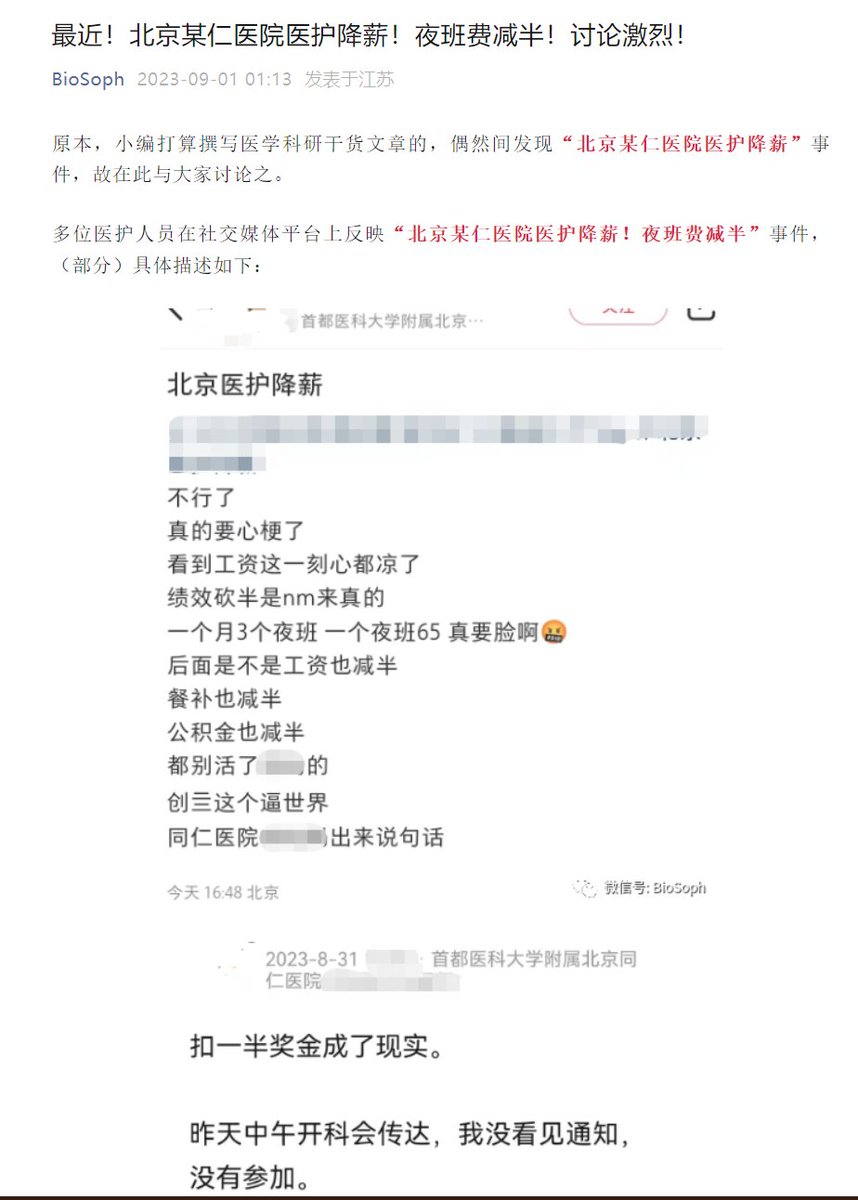 最近！北京某仁医院医护降薪！夜班费减半！讨论激烈！
BioSoph 2023-09-01 01:13 发表于江苏
原本，小编打算撰写医学科研干货文章的，偶然间发现“北京某仁医院医护降薪”事
件，故在此与大家讨论之。
多位医护人员在社交媒体平台上反映“北京某仁医院医护降薪！夜班费减半”事件，
（部分）具体描述如下：
首都医科大学附属北京…
北京医护降薪
不行了
真的要心梗了
看到工资这一刻心都凉了
绩效砍半是nm来真的
一个月3个夜班 一个夜班65 真要脸啊🤬
后面是不是工资也减半
餐补也减半
公积金也减半
都别活了 的
创亖这个逼世界
同仁医院 出来说句话
今天 16:48 北京
微信号: BioSoph
2023-8-31 · 首都医科大学附属北京同
仁医院
扣一半奖金成了现实。
昨天中午开科会传达，我没看见通知，
没有参加。